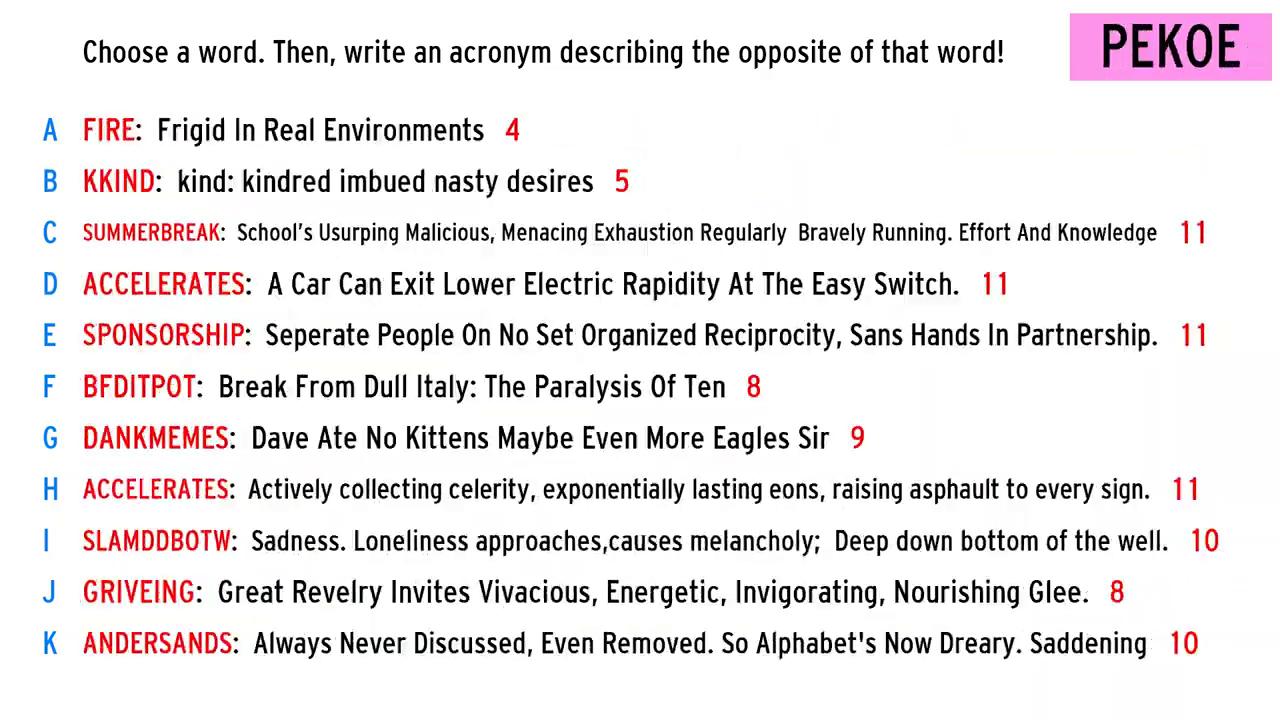 Choose a word. Then, write an acronym describing the opposite of that word!
PEKOE
A FIRE: Frigid In Real Environments 4
B KKIND: kind: kindred imbued nasty desires 5
C SUMMERBREAK: School's Usurping Malicious, Menacing Exhaustion Regularly Bravely Running. Effort And Knowledge 11
D ACCELERATES: A Car Can Exit Lower Electric Rapidity At The Easy Switch. 11
E SPONSORSHIP: Seperate People On No Set Organized Reciprocity, Sans Hands In Partnership. 11
F BFDITPOT: Break From Dull Italy: The Paralysis Of Ten 8
G DANKMEMES: Dave Ate No Kittens Maybe Even More Eagles Sir 9
H ACCELERATES: Actively collecting celerity, exponentially lasting eons, raising asphault to every sign. 11
I SLAMDDBOTW: Sadness. Loneliness approaches,causes melancholy; Deep down bottom of the well. 10
J GRIVEING: Great Revelry Invites Vivacious, Energetic, Invigorating, Nourishing Glee. 8
K ANDERSANDS: Always Never Discussed, Even Removed. So Alphabet's Now Dreary. Saddening 10